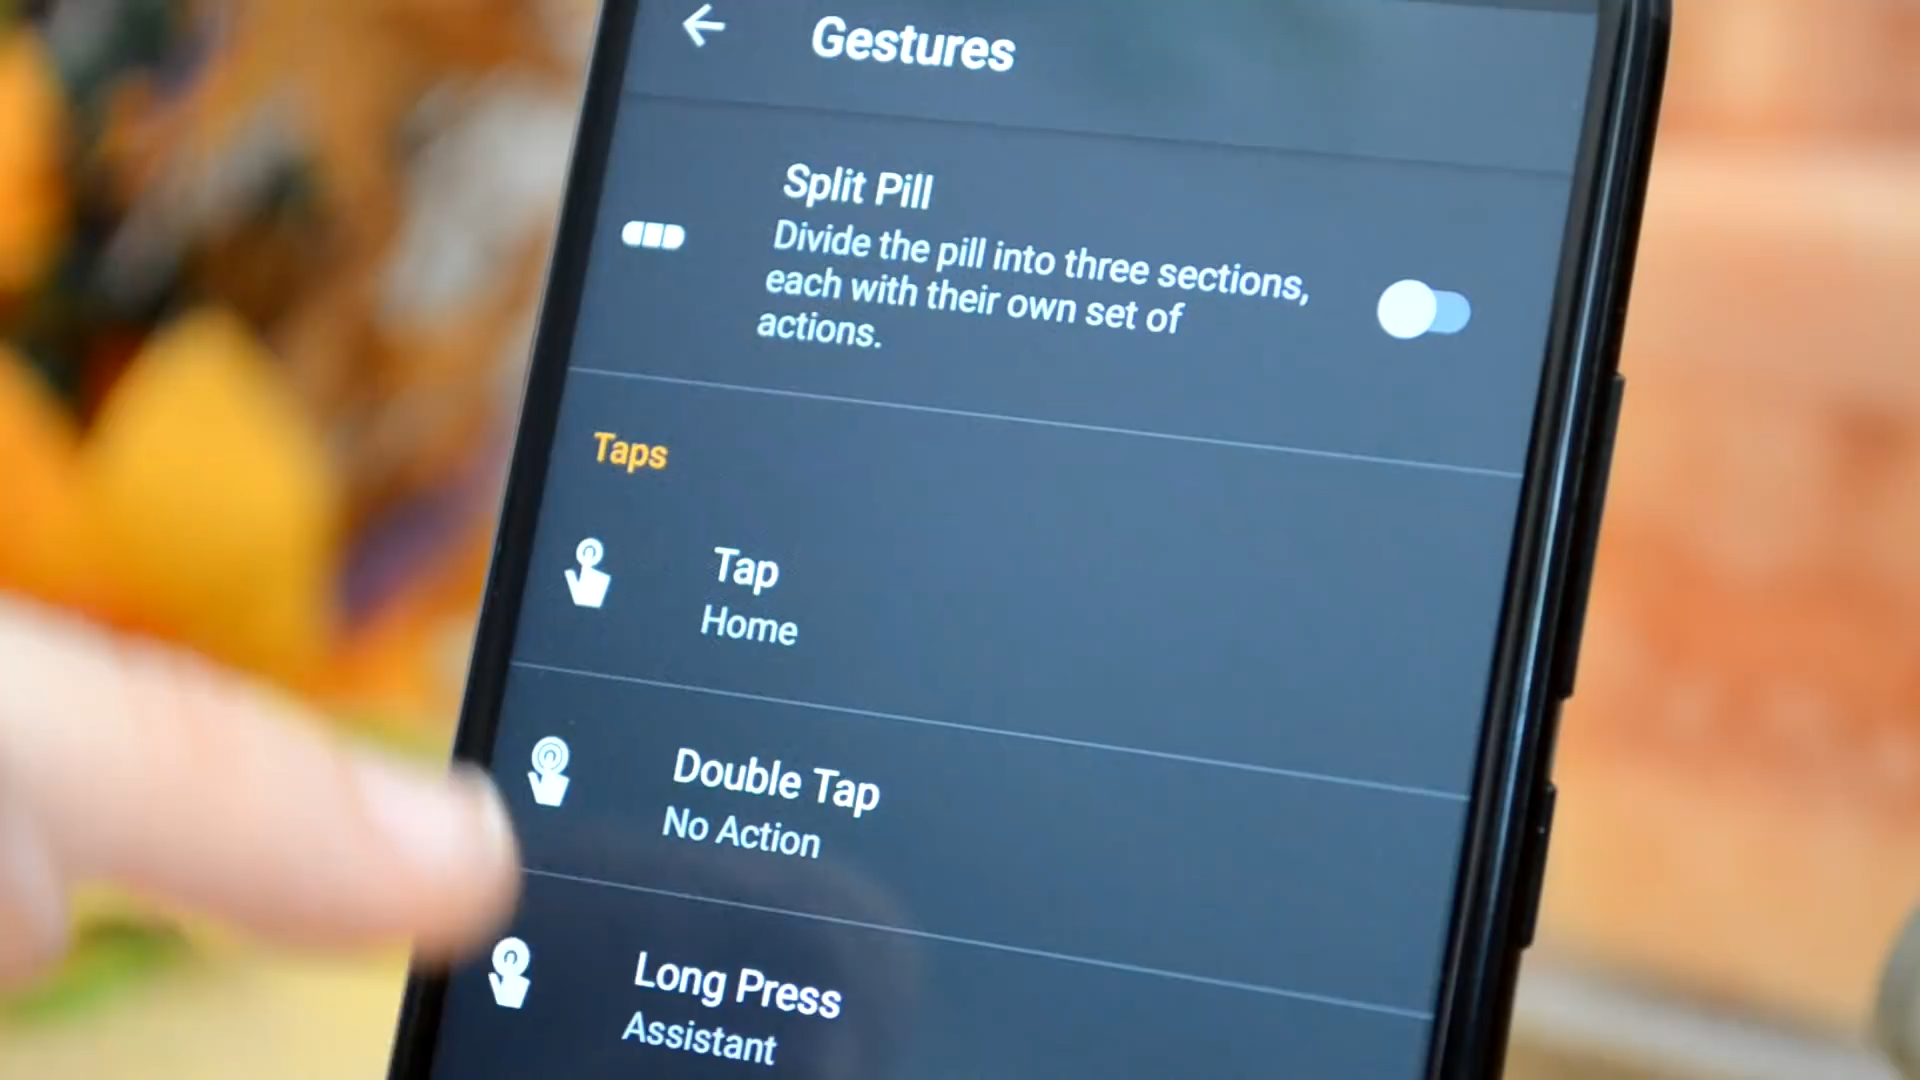 Gestures
Split Pill
Divide the pill into three sections,
each with their own set of
actions.
Taps
Tap
Home
Double Tap
No Action
Long Press
Assistant